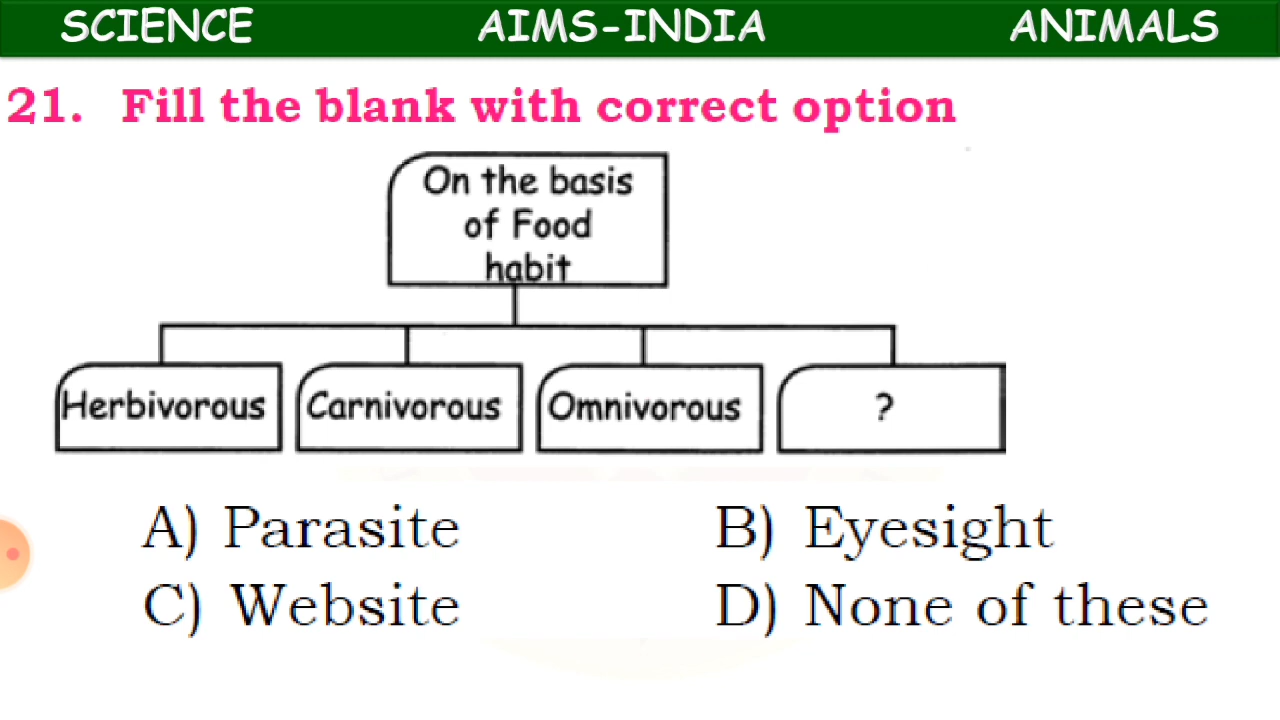 SCIENCE AIMS-INDIA ANIMALS
21. Fill the blank with correct option
On the basis
of Food
habit
Herbivorous Carnivorous Omnivorous ?
A) Parasite B) Eyesight
C) Website D) None of these